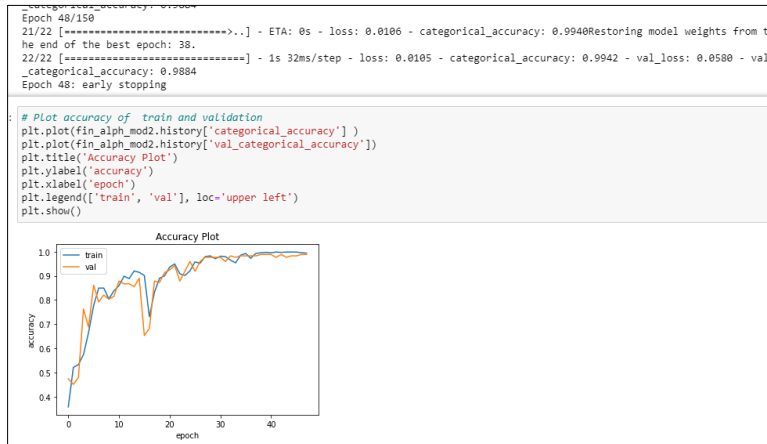 _categorical_accuracy: 0.9884
Epoch 48/150
21/22 [===========================>..] - ETA: 0s - loss: 0.0106 - categorical_accuracy: 0.9940Restoring model weights from t
he end of the best epoch: 38.
22/22 [==============================] - 1s 32ms/step - loss: 0.0105 - categorical_accuracy: 0.9942 - val_loss: 0.0580 - val
_categorical_accuracy: 0.9884
Epoch 48: early stopping
# Plot accuracy of  train and validation
plt.plot(fin_alph_mod2.history['categorical_accuracy'] )
plt.plot(fin_alph_mod2.history['val_categorical_accuracy'])
plt.title('Accuracy Plot')
plt.ylabel('accuracy')
plt.xlabel('epoch')
plt.legend(['train', 'val'], loc='upper left')
plt.show()
Accuracy Plot
train
val
1.0
0.9
0.8
0.7
0.6
0.5
0.4
accuracy
0 10 20 30 40
epoch